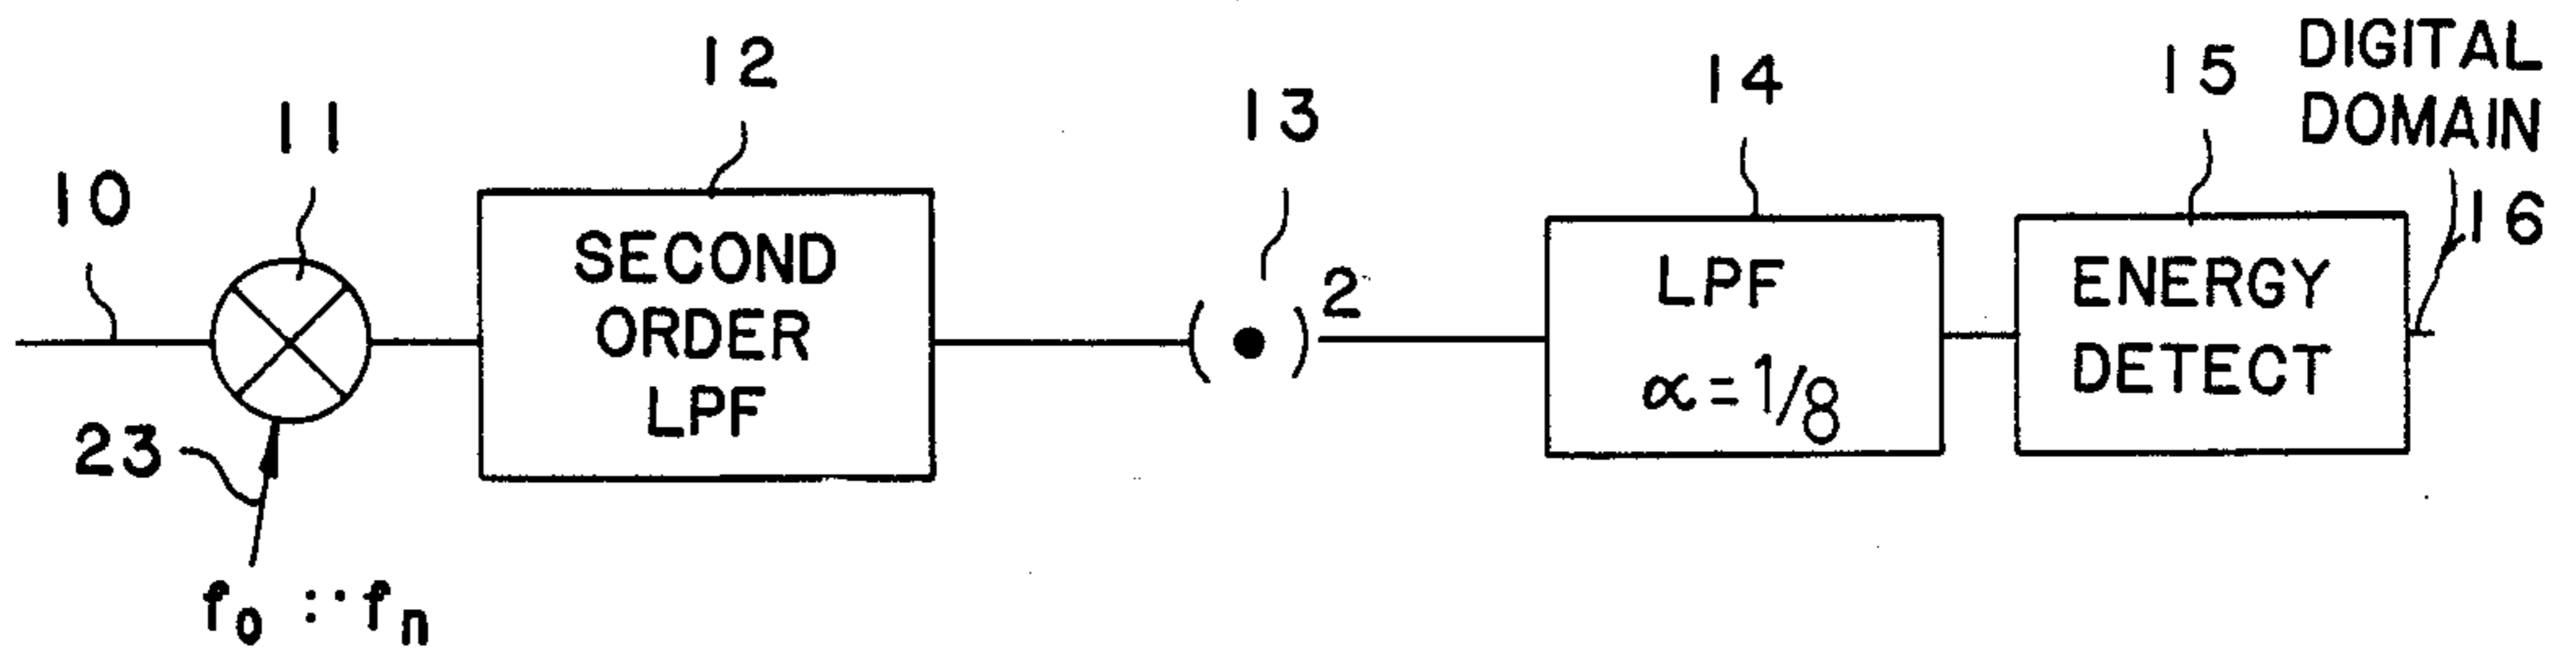 10
11
12
SECOND
ORDER
LPF
13
( • )²
14
LPF
α = 1/8
15
ENERGY
DETECT
DIGITAL
DOMAIN
16
23
f₀ :· fₙ